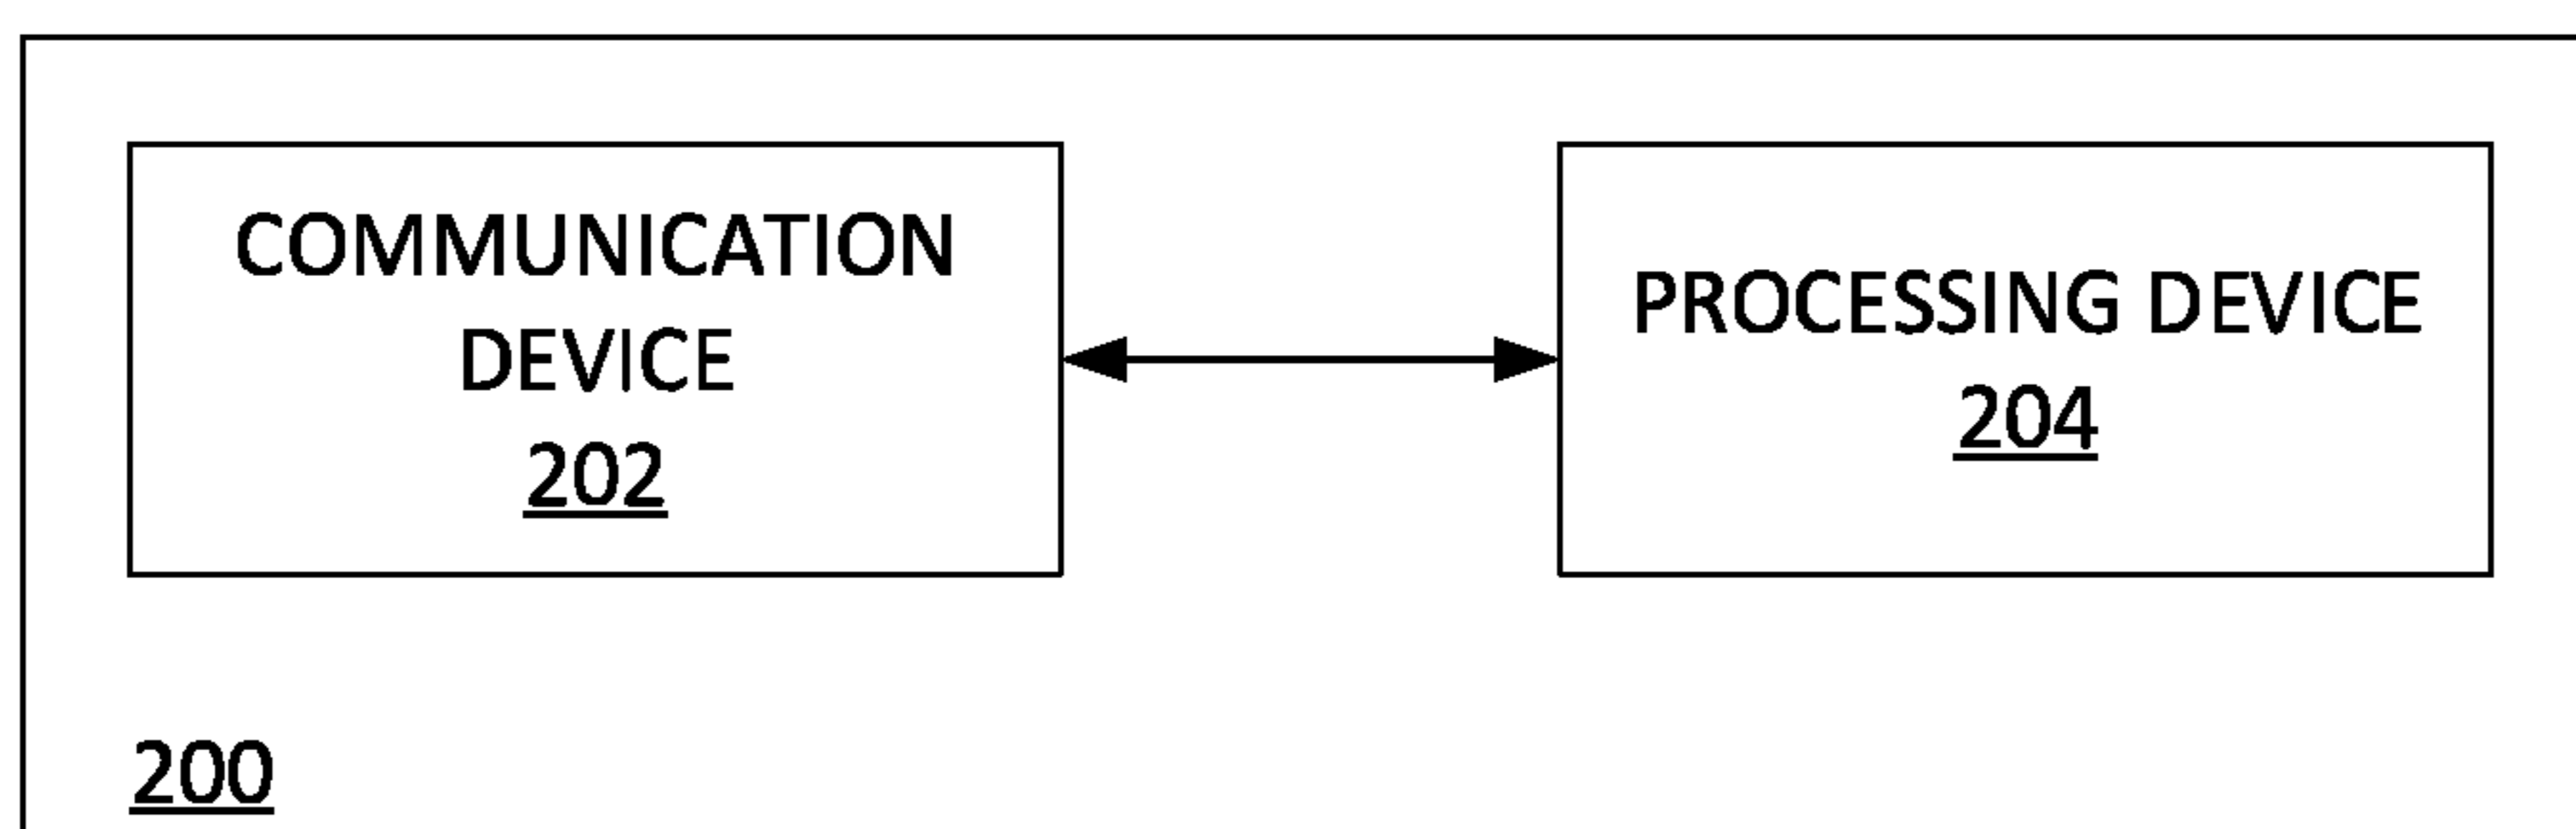 COMMUNICATION
DEVICE
202
PROCESSING DEVICE
204
200